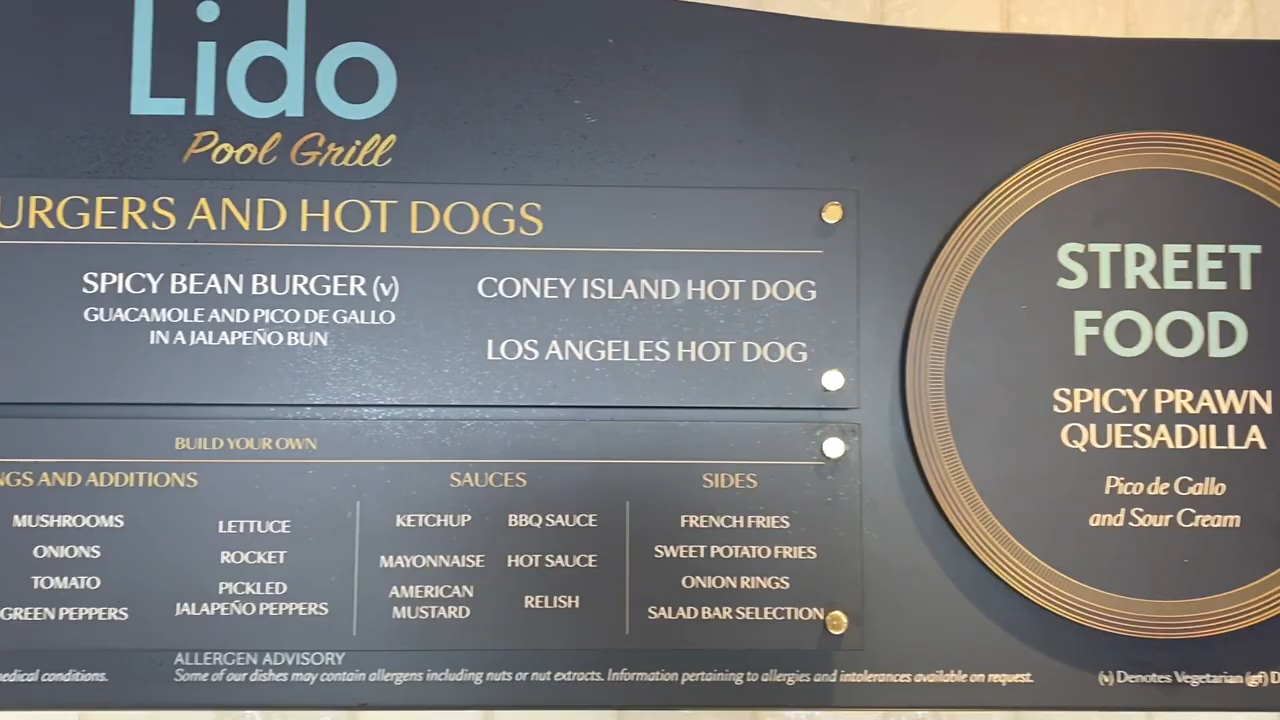 Lido
Pool Grill
URGERS AND HOT DOGS
SPICY BEAN BURGER (v)
GUACAMOLE AND PICO DE GALLO
IN A JALAPEÑO BUN
CONEY ISLAND HOT DOG
LOS ANGELES HOT DOG
BUILD YOUR OWN
NGS AND ADDITIONS
MUSHROOMS
ONIONS
TOMATO
GREEN PEPPERS
LETTUCE
ROCKET
PICKLED
JALAPEÑO PEPPERS
SAUCES
KETCHUP
MAYONNAISE
AMERICAN
MUSTARD
BBQ SAUCE
HOT SAUCE
RELISH
SIDES
FRENCH FRIES
SWEET POTATO FRIES
ONION RINGS
SALAD BAR SELECTION
STREET
FOOD
SPICY PRAWN
QUESADILLA
Pico de Gallo
and Sour Cream
edical conditions.
ALLERGEN ADVISORY
Some of our dishes may contain allergens including nuts or nut extracts. Information pertaining to allergies and intolerances available on request.
(v) Denotes Vegetarian (gf) D